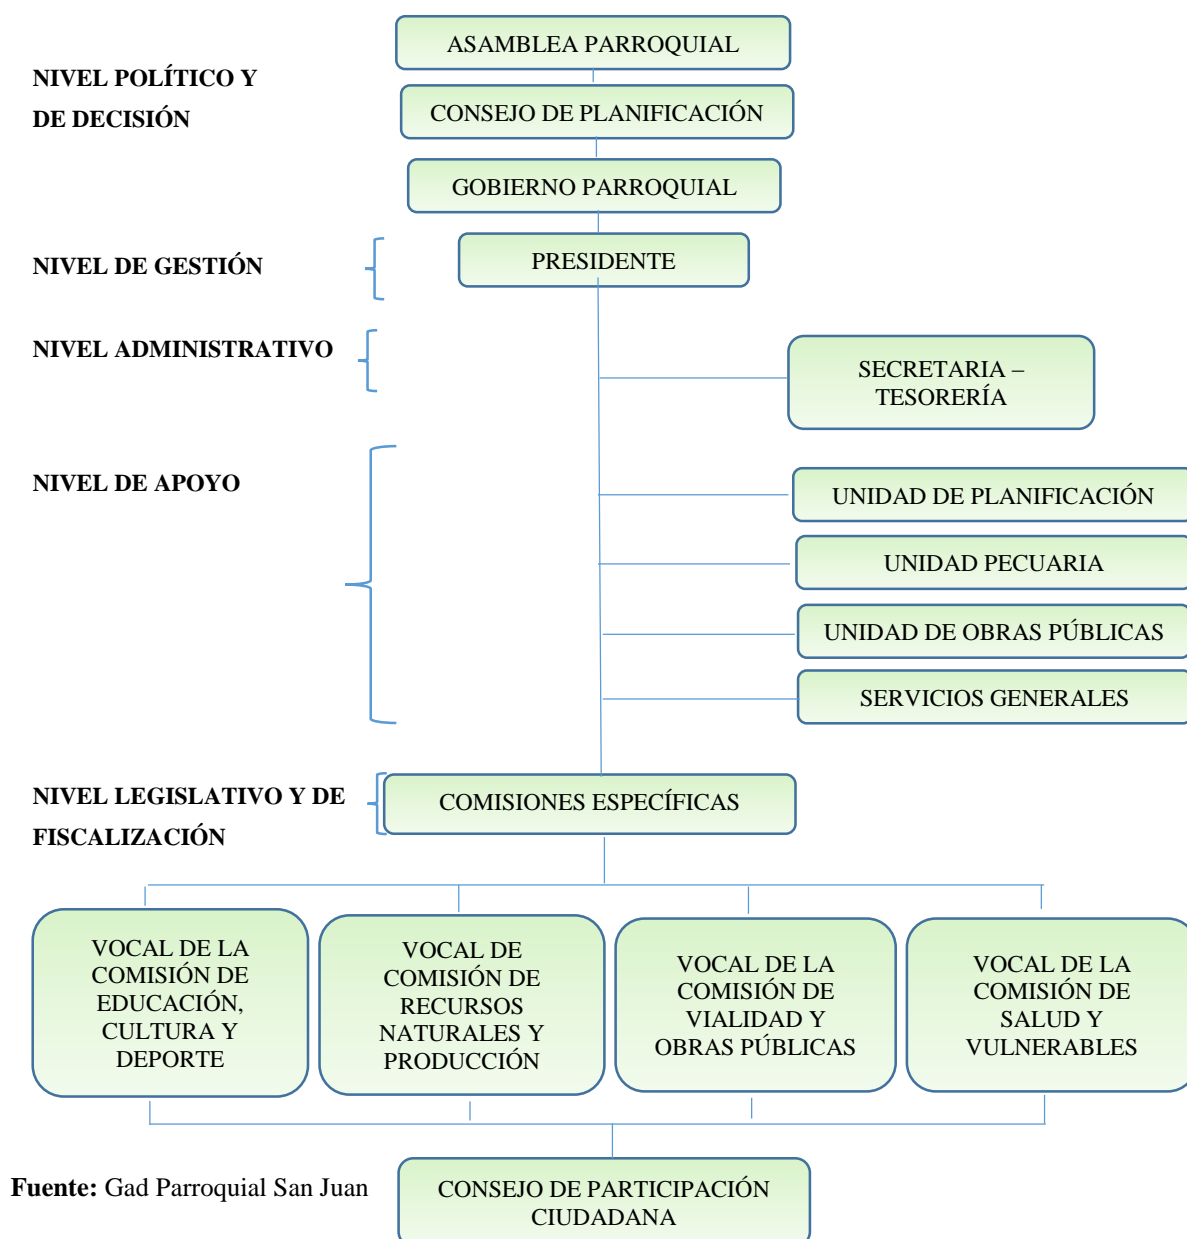 ASAMBLEA PARROQUIAL
NIVEL POLÍTICO Y
DE DECISIÓN
CONSEJO DE PLANIFICACIÓN
GOBIERNO PARROQUIAL
NIVEL DE GESTIÓN
PRESIDENTE
NIVEL ADMINISTRATIVO
SECRETARIA –
TESORERÍA
NIVEL DE APOYO
UNIDAD DE PLANIFICACIÓN
UNIDAD PECUARIA
UNIDAD DE OBRAS PÚBLICAS
SERVICIOS GENERALES
NIVEL LEGISLATIVO Y DE
FISCALIZACIÓN
COMISIONES ESPECÍFICAS
VOCAL DE LA
COMISIÓN DE
EDUCACIÓN,
CULTURA Y
DEPORTE
VOCAL DE
COMISIÓN DE
RECURSOS
NATURALES Y
PRODUCCIÓN
VOCAL DE LA
COMISIÓN DE
VIALIDAD Y
OBRAS PÚBLICAS
VOCAL DE LA
COMISIÓN DE
SALUD Y
VULNERABLES
Fuente: Gad Parroquial San Juan
CONSEJO DE PARTICIPACIÓN
CIUDADANA